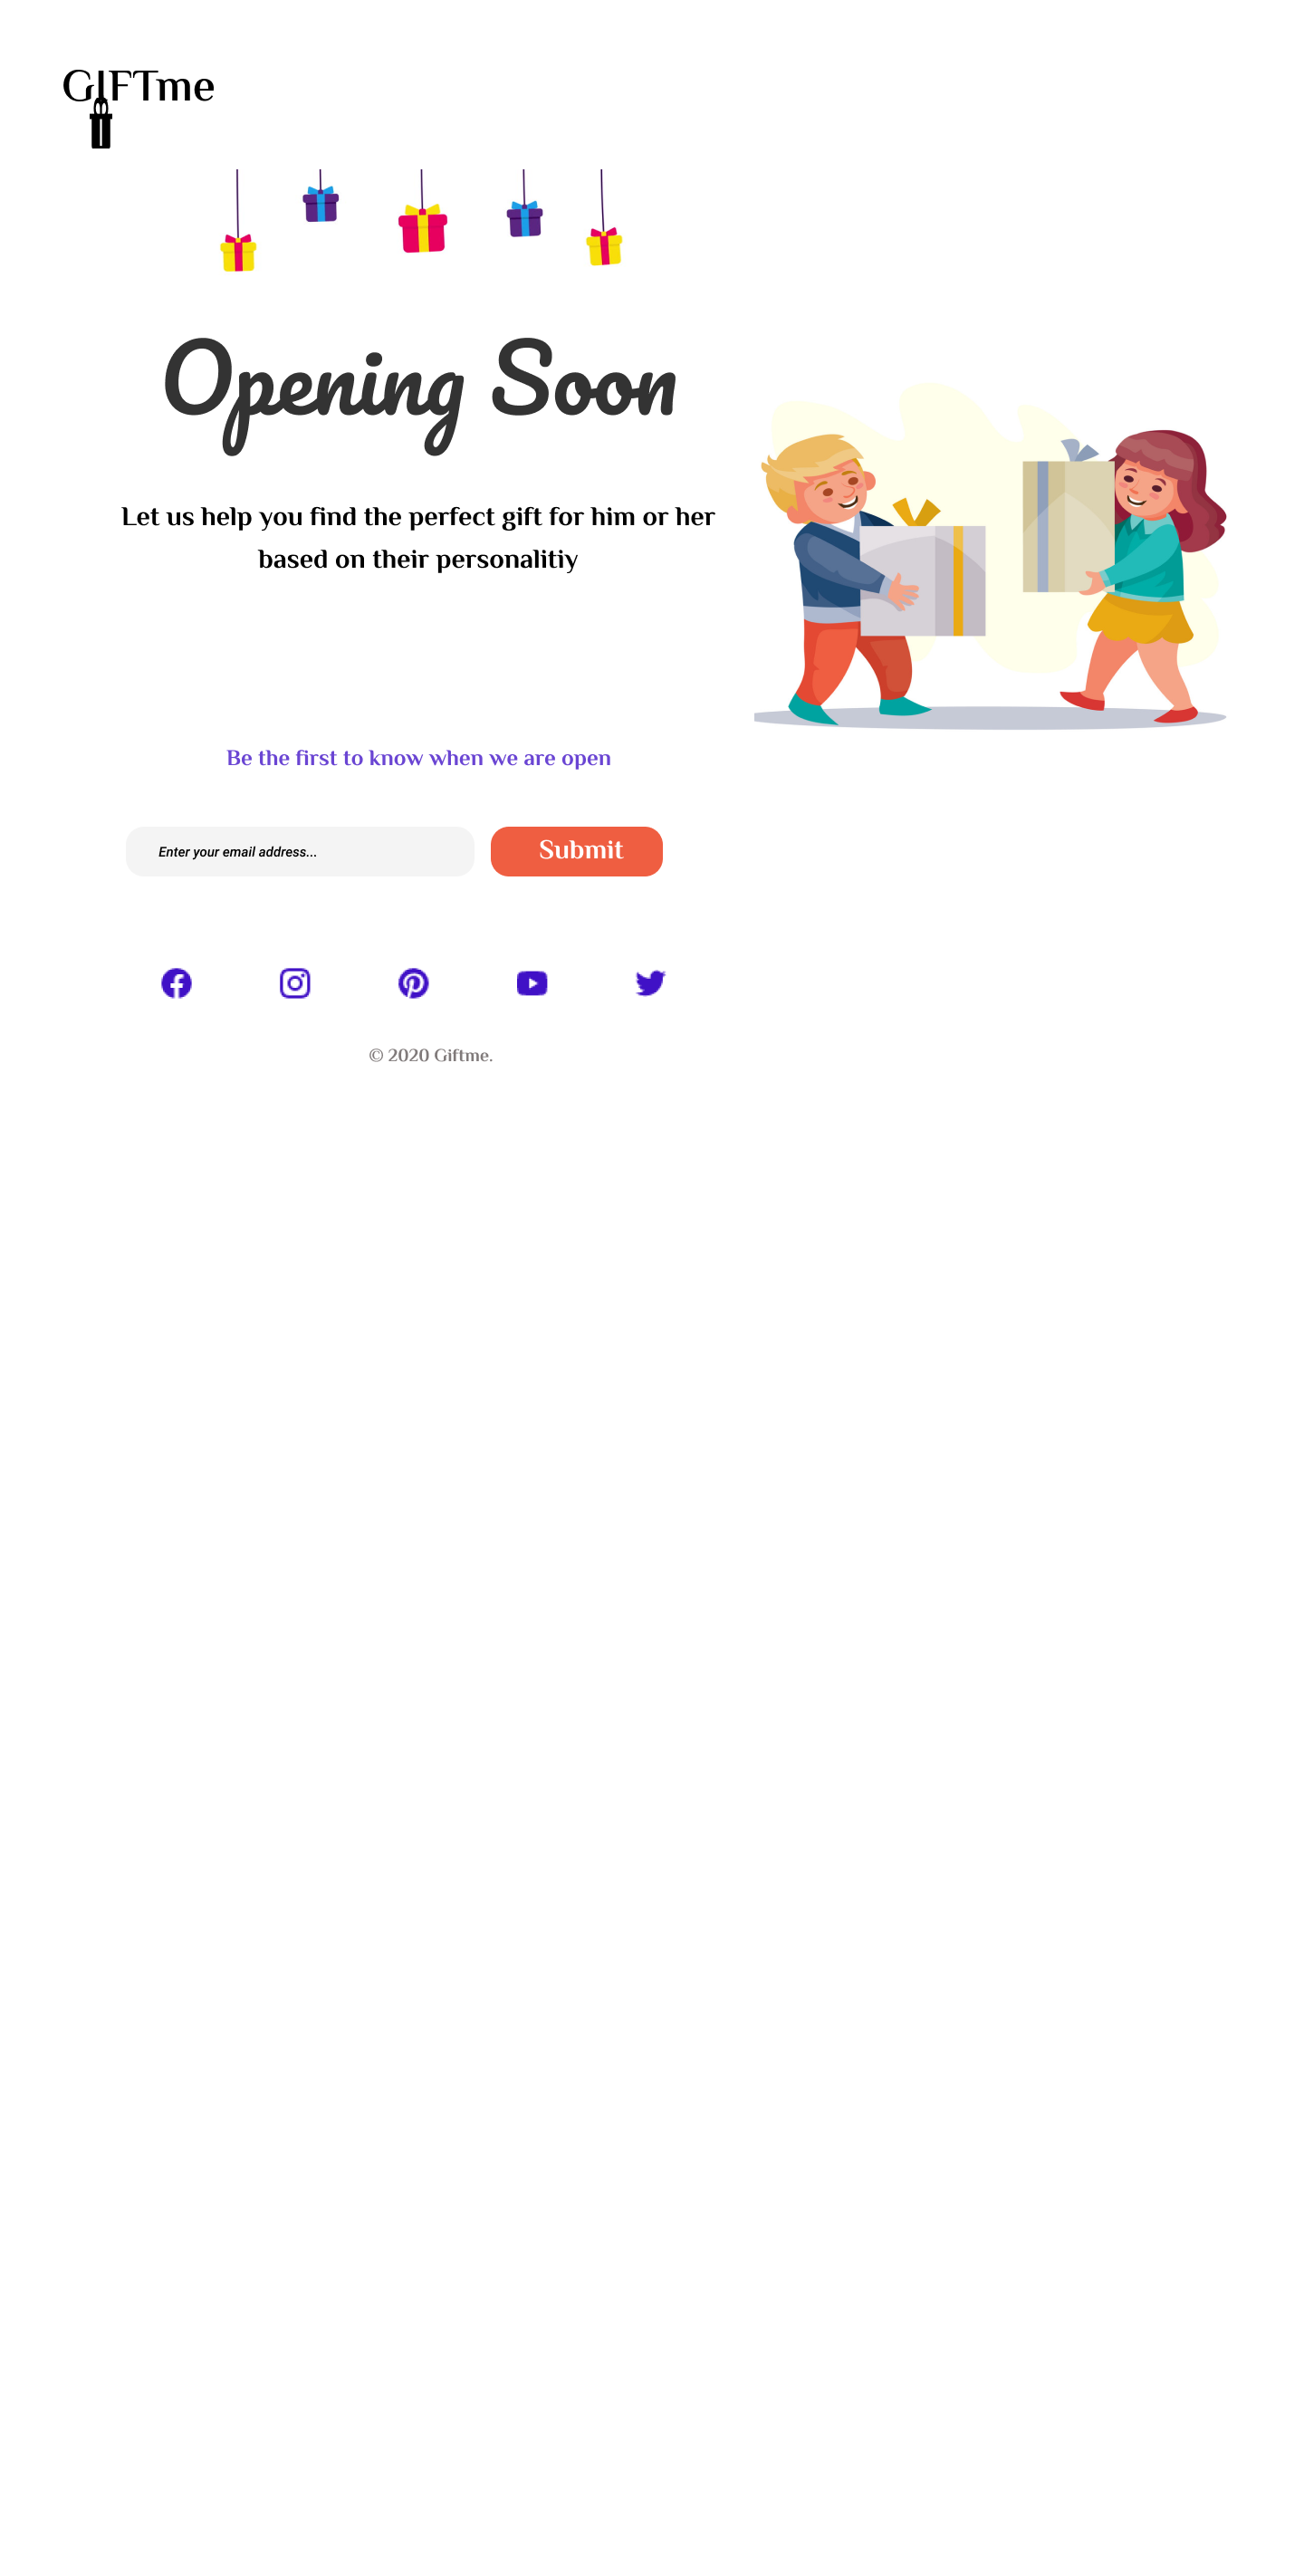 GIFTme
Opening Soon
Let us help you find the perfect gift for him or her
based on their personalitiy
Be the first to know when we are open
Enter your email address... Submit
© 2020 Giftme.